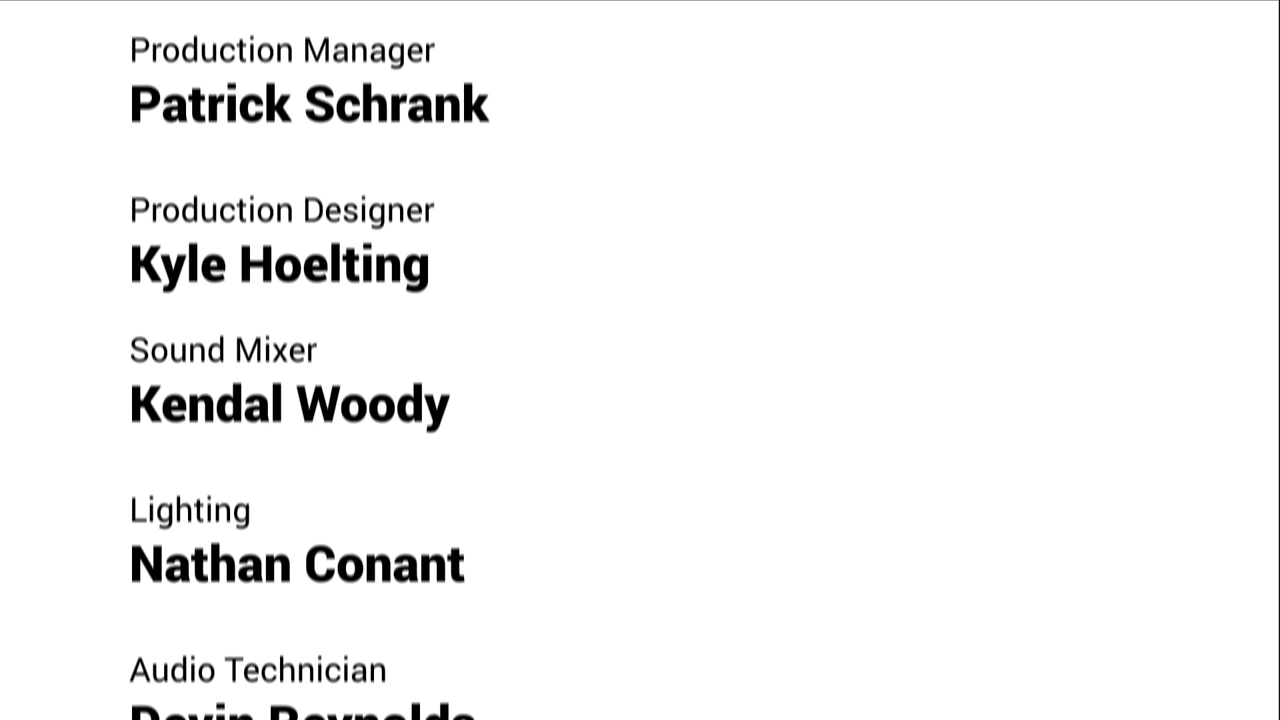 Production Manager
Patrick Schrank
Production Designer
Kyle Hoelting
Sound Mixer
Kendal Woody
Lighting
Nathan Conant
Audio Technician